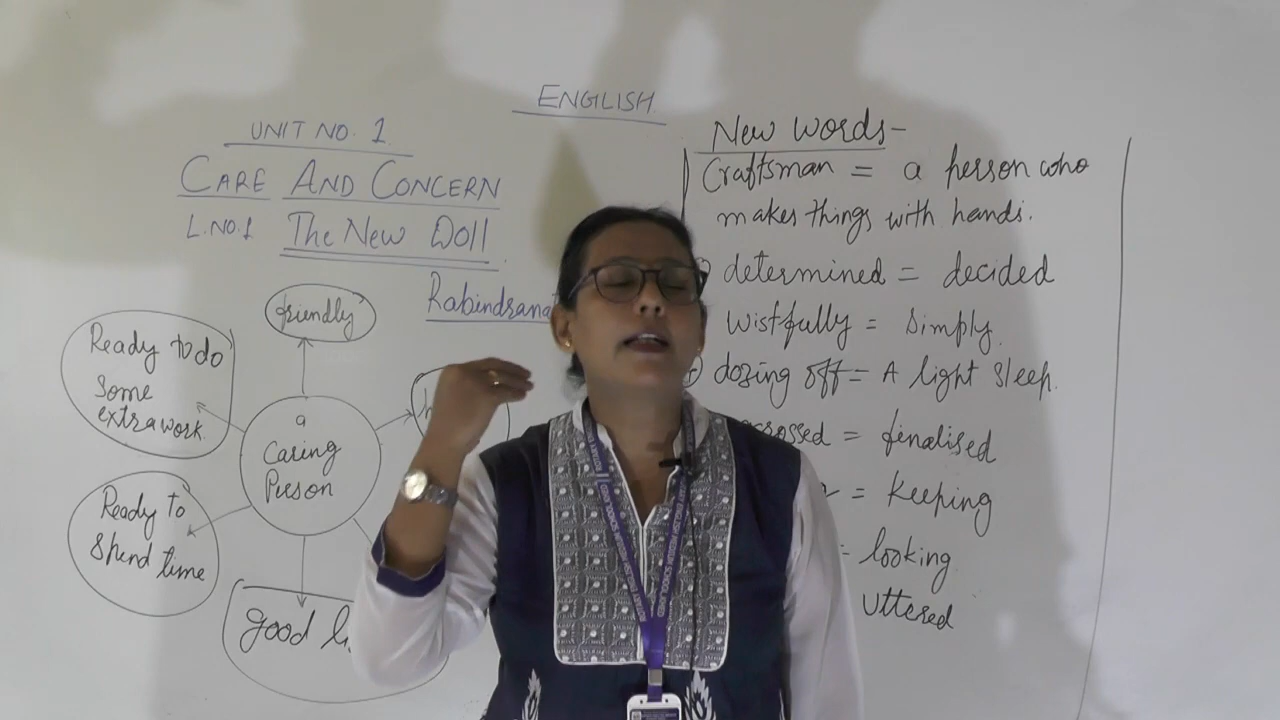 ENGLISH
UNIT NO. 1
CARE AND CONCERN
L.NO.1 The New Doll
friendly
Ready to do
some
extra work.
a
Caring
Person
Ready to
spend time
good
New words-
Craftsman = a person who
makes things with hands.
determined = decided
wistfully = simply.
dozing off = A light sleep.
= finalised
= keeping
= looking
uttered